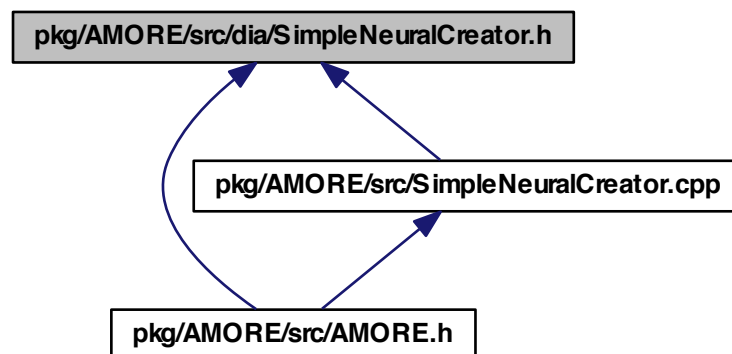 pkg/AMORE/src/dia/SimpleNeuralCreator.h
pkg/AMORE/src/SimpleNeuralCreator.cpp
pkg/AMORE/src/AMORE.h